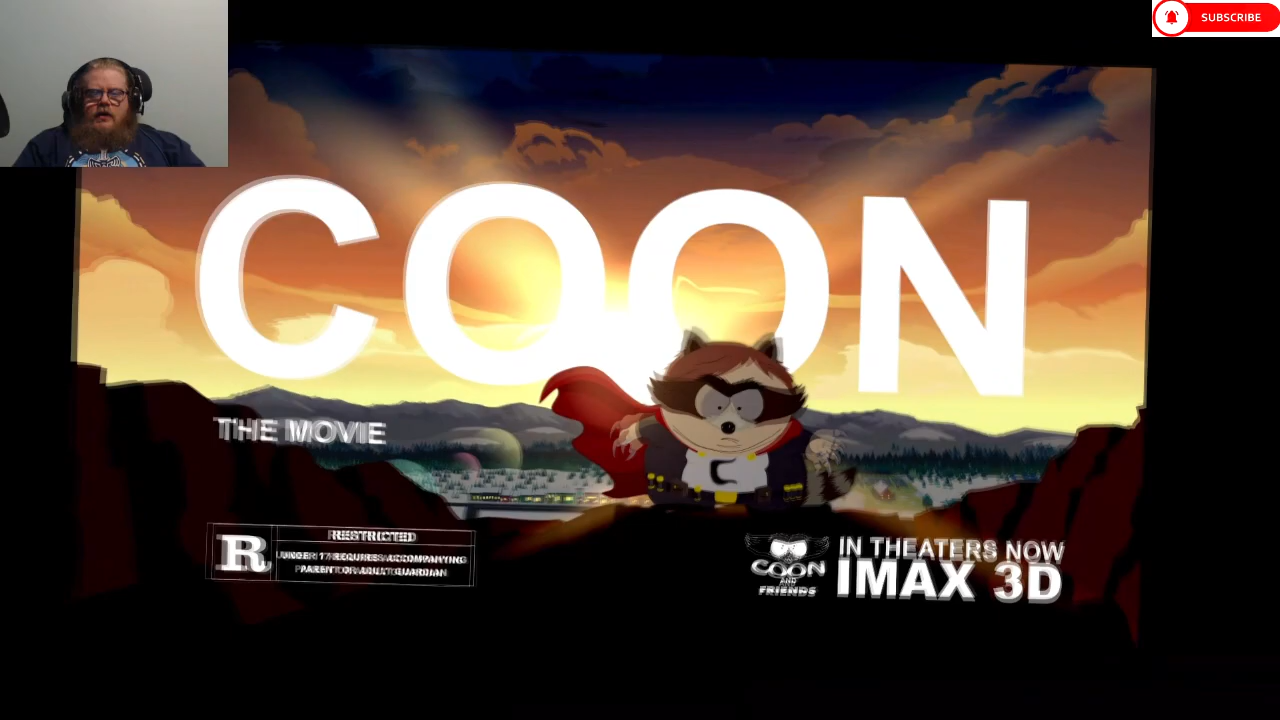 SUBSCRIBE
COON
THE MOVIE
R
RESTRICTED
UNDER 17 REQUIRES ACCOMPANYING
PARENT OR ADULT GUARDIAN
COON
AND
FRIENDS
IN THEATERS NOW
IMAX 3D